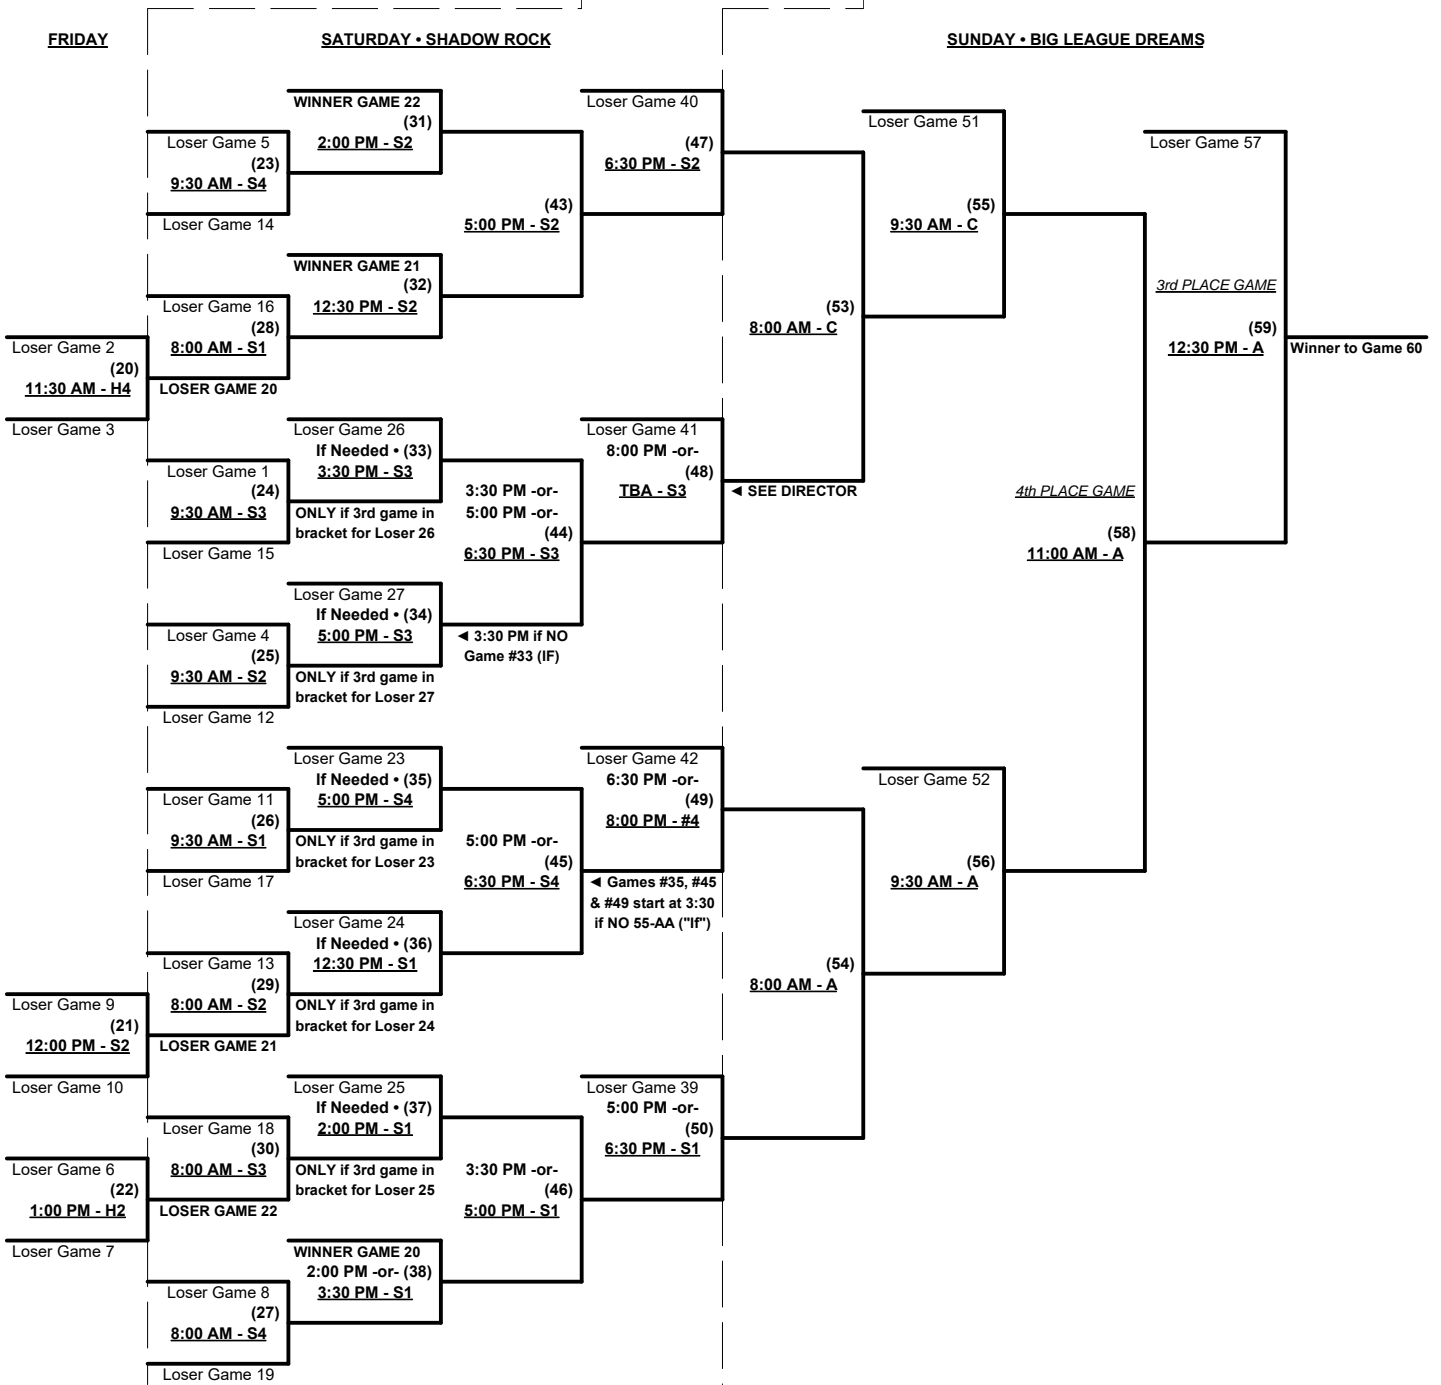 FRIDAY
SATURDAY • SHADOW ROCK
SUNDAY • BIG LEAGUE DREAMS
Loser Game 2
(20)
11:30 AM - H4
Loser Game 3
Loser Game 9
(21)
12:00 PM - S2
Loser Game 10
Loser Game 6
(22)
1:00 PM - H2
Loser Game 7
Loser Game 5
(23)
9:30 AM - S4
Loser Game 14
Loser Game 16
(28)
8:00 AM - S1
LOSER GAME 20
Loser Game 1
(24)
9:30 AM - S3
Loser Game 15
Loser Game 4
(25)
9:30 AM - S2
Loser Game 12
Loser Game 11
(26)
9:30 AM - S1
Loser Game 17
Loser Game 13
(29)
8:00 AM - S2
LOSER GAME 21
Loser Game 18
(30)
8:00 AM - S3
LOSER GAME 22
Loser Game 8
(27)
8:00 AM - S4
Loser Game 19
WINNER GAME 22
(31)
2:00 PM - S2
WINNER GAME 21
(32)
12:30 PM - S2
Loser Game 26
If Needed • (33)
3:30 PM - S3
ONLY if 3rd game in
bracket for Loser 26
Loser Game 27
If Needed • (34)
5:00 PM - S3
ONLY if 3rd game in
bracket for Loser 27
Loser Game 23
If Needed • (35)
5:00 PM - S4
ONLY if 3rd game in
bracket for Loser 23
Loser Game 24
If Needed • (36)
12:30 PM - S1
ONLY if 3rd game in
bracket for Loser 24
Loser Game 25
If Needed • (37)
2:00 PM - S1
ONLY if 3rd game in
bracket for Loser 25
WINNER GAME 20
2:00 PM -or- (38)
3:30 PM - S1
(43)
5:00 PM - S2
3:30 PM -or-
5:00 PM -or-
(44)
6:30 PM - S3
◄ 3:30 PM if NO
Game #33 (IF)
5:00 PM -or-
(45)
6:30 PM - S4
3:30 PM -or-
(46)
5:00 PM - S1
Loser Game 40
(47)
6:30 PM - S2
Loser Game 41
8:00 PM -or-
(48)
TBA - S3
◄ SEE DIRECTOR
Loser Game 42
6:30 PM -or-
(49)
8:00 PM - #4
◄ Games #35, #45
& #49 start at 3:30
if NO 55-AA ("If")
Loser Game 39
5:00 PM -or-
(50)
6:30 PM - S1
(53)
8:00 AM - C
(54)
8:00 AM - A
Loser Game 51
(55)
9:30 AM - C
Loser Game 52
(56)
9:30 AM - A
4th PLACE GAME
(58)
11:00 AM - A
Loser Game 57
3rd PLACE GAME
(59)
12:30 PM - A
Winner to Game 60